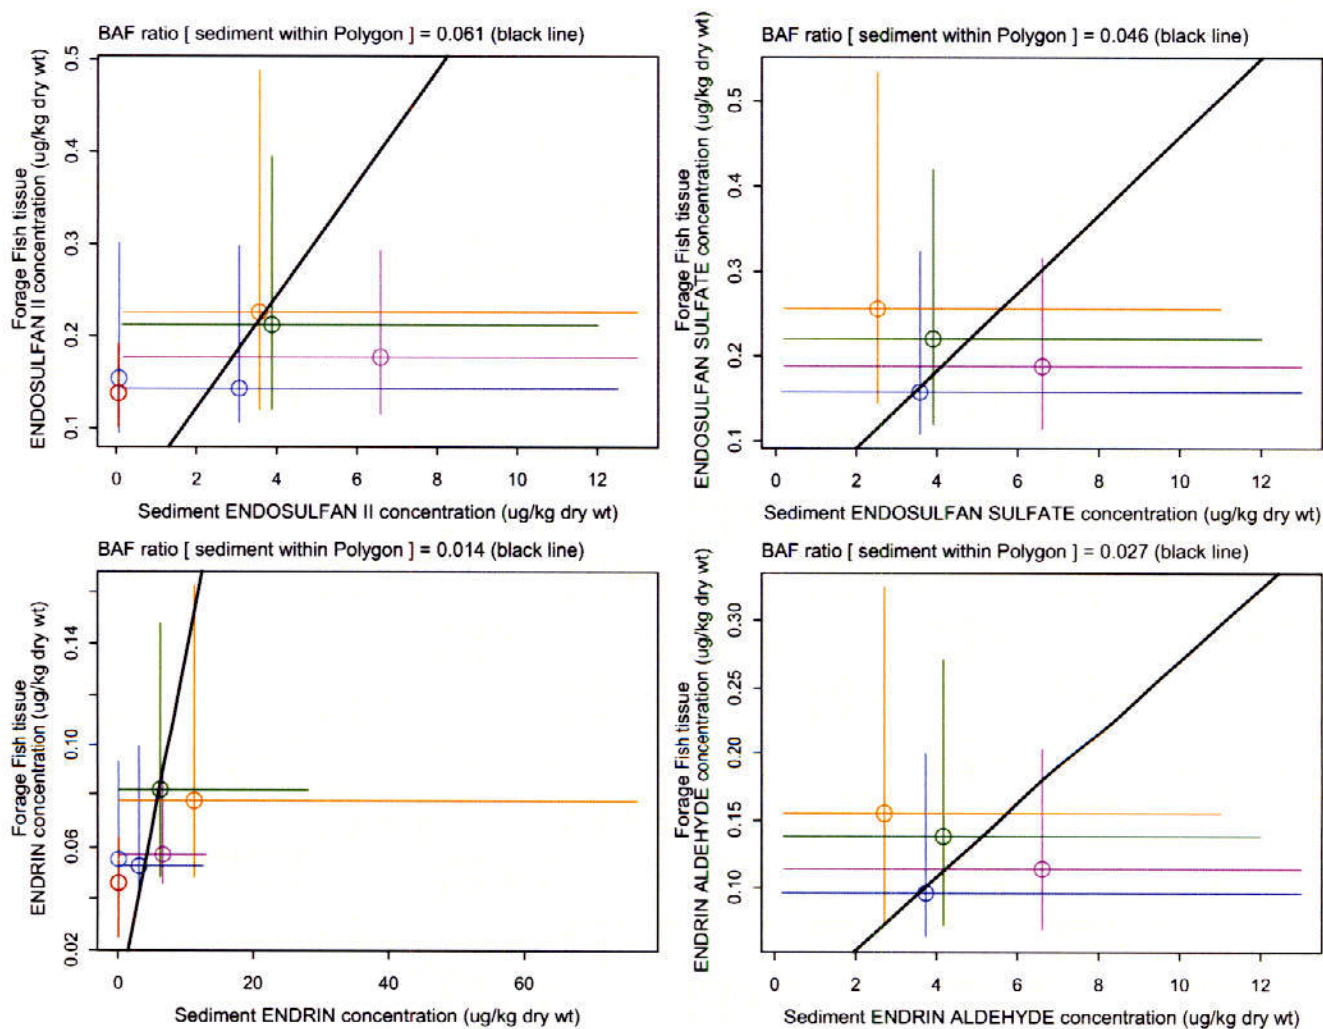 BAF ratio [ sediment within Polygon ] = 0.061 (black line)
Forage Fish tissue
ENDOSULFAN II concentration (ug/kg dry wt)
0.5
0.4
0.3
0.2
0.1
0 2 4 6 8 10 12
Sediment ENDOSULFAN II concentration (ug/kg dry wt)
BAF ratio [ sediment within Polygon ] = 0.046 (black line)
Forage Fish tissue
ENDOSULFAN SULFATE concentration (ug/kg dry wt)
0.5
0.4
0.3
0.2
0.1
0 2 4 6 8 10 12
Sediment ENDOSULFAN SULFATE concentration (ug/kg dry wt)
BAF ratio [ sediment within Polygon ] = 0.014 (black line)
Forage Fish tissue
ENDRIN concentration (ug/kg dry wt)
0.14
0.10
0.06
0.02
0 20 40 60
Sediment ENDRIN concentration (ug/kg dry wt)
BAF ratio [ sediment within Polygon ] = 0.027 (black line)
Forage Fish tissue
ENDRIN ALDEHYDE concentration (ug/kg dry wt)
0.30
0.25
0.20
0.15
0.10
0 2 4 6 8 10 12
Sediment ENDRIN ALDEHYDE concentration (ug/kg dry wt)